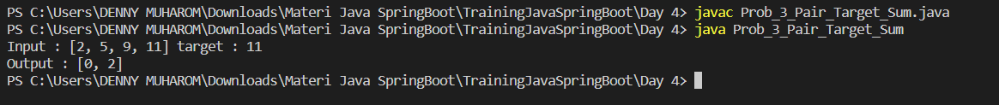 PS C:\Users\DENNY MUHAROM\Downloads\Materi Java SpringBoot\TrainingJavaSpringBoot\Day 4> javac Prob_3_Pair_Target_Sum.java
PS C:\Users\DENNY MUHAROM\Downloads\Materi Java SpringBoot\TrainingJavaSpringBoot\Day 4> java Prob_3_Pair_Target_Sum
Input : [2, 5, 9, 11] target : 11
Output : [0, 2]
PS C:\Users\DENNY MUHAROM\Downloads\Materi Java SpringBoot\TrainingJavaSpringBoot\Day 4>